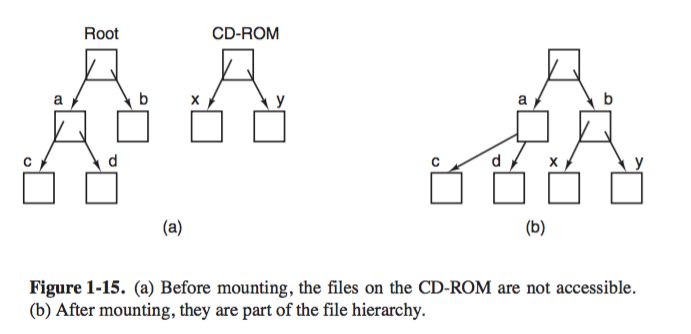 Root CD-ROM
a b x y a b
c d c d x y
(a) (b)
Figure 1-15. (a) Before mounting, the files on the CD-ROM are not accessible.
(b) After mounting, they are part of the file hierarchy.